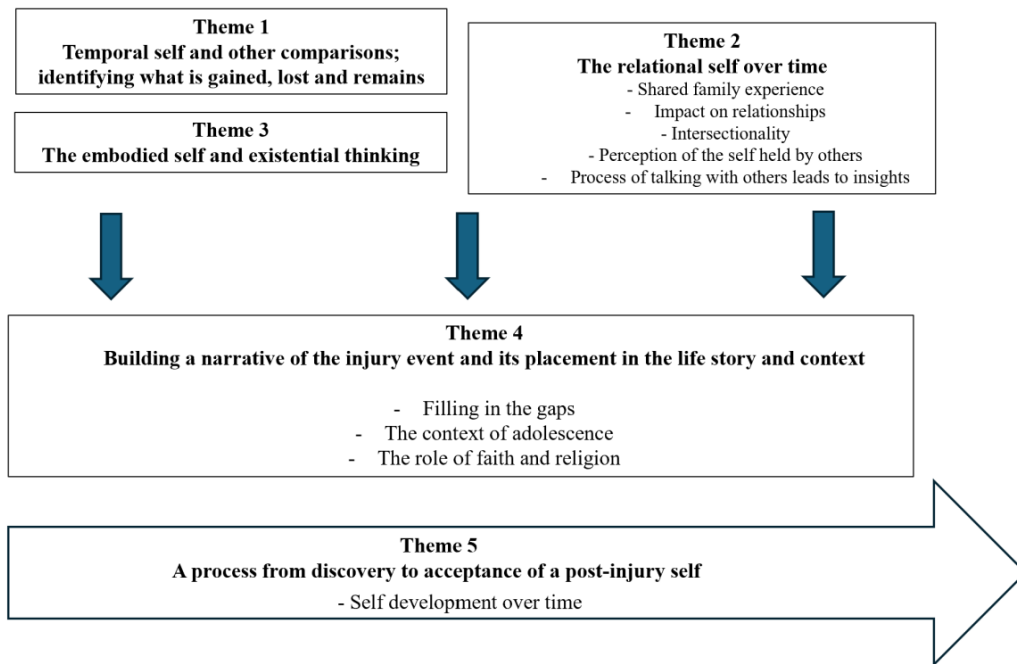 Theme 1
Temporal self and other comparisons;
identifying what is gained, lost and remains
Theme 2
The relational self over time
- Shared family experience
- Impact on relationships
- Intersectionality
- Perception of the self held by others
- Process of talking with others leads to insights
Theme 3
The embodied self and existential thinking
Theme 4
Building a narrative of the injury event and its placement in the life story and context
- Filling in the gaps
- The context of adolescence
- The role of faith and religion
Theme 5
A process from discovery to acceptance of a post-injury self
- Self development over time